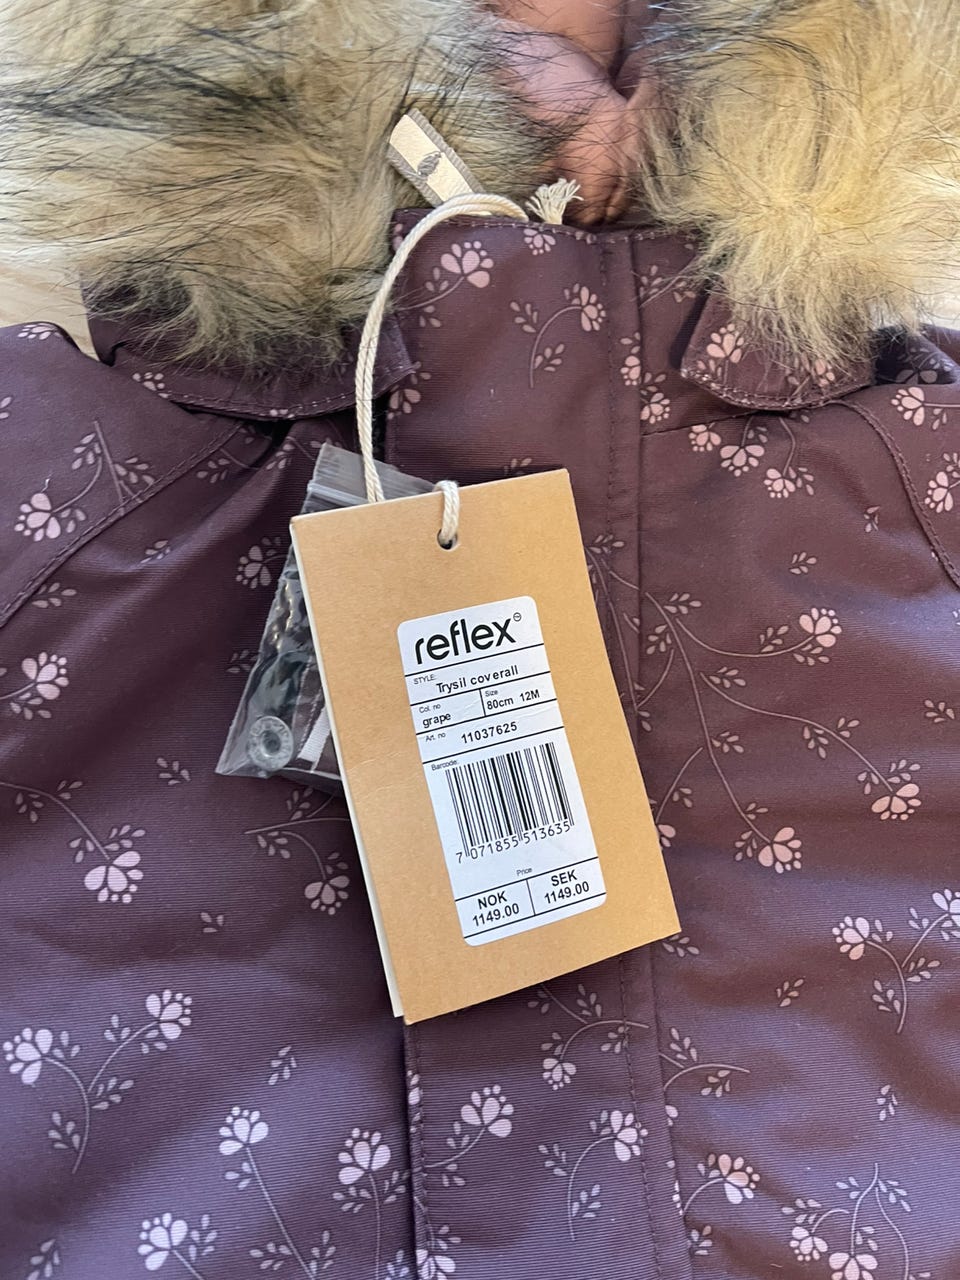 reflex™
STYLE: Trysil coverall
Col. no grape Size 80cm 12M
Art. no 11037625
Barcode:
7 071855 513635
Price
NOK 1149.00 SEK 1149.00